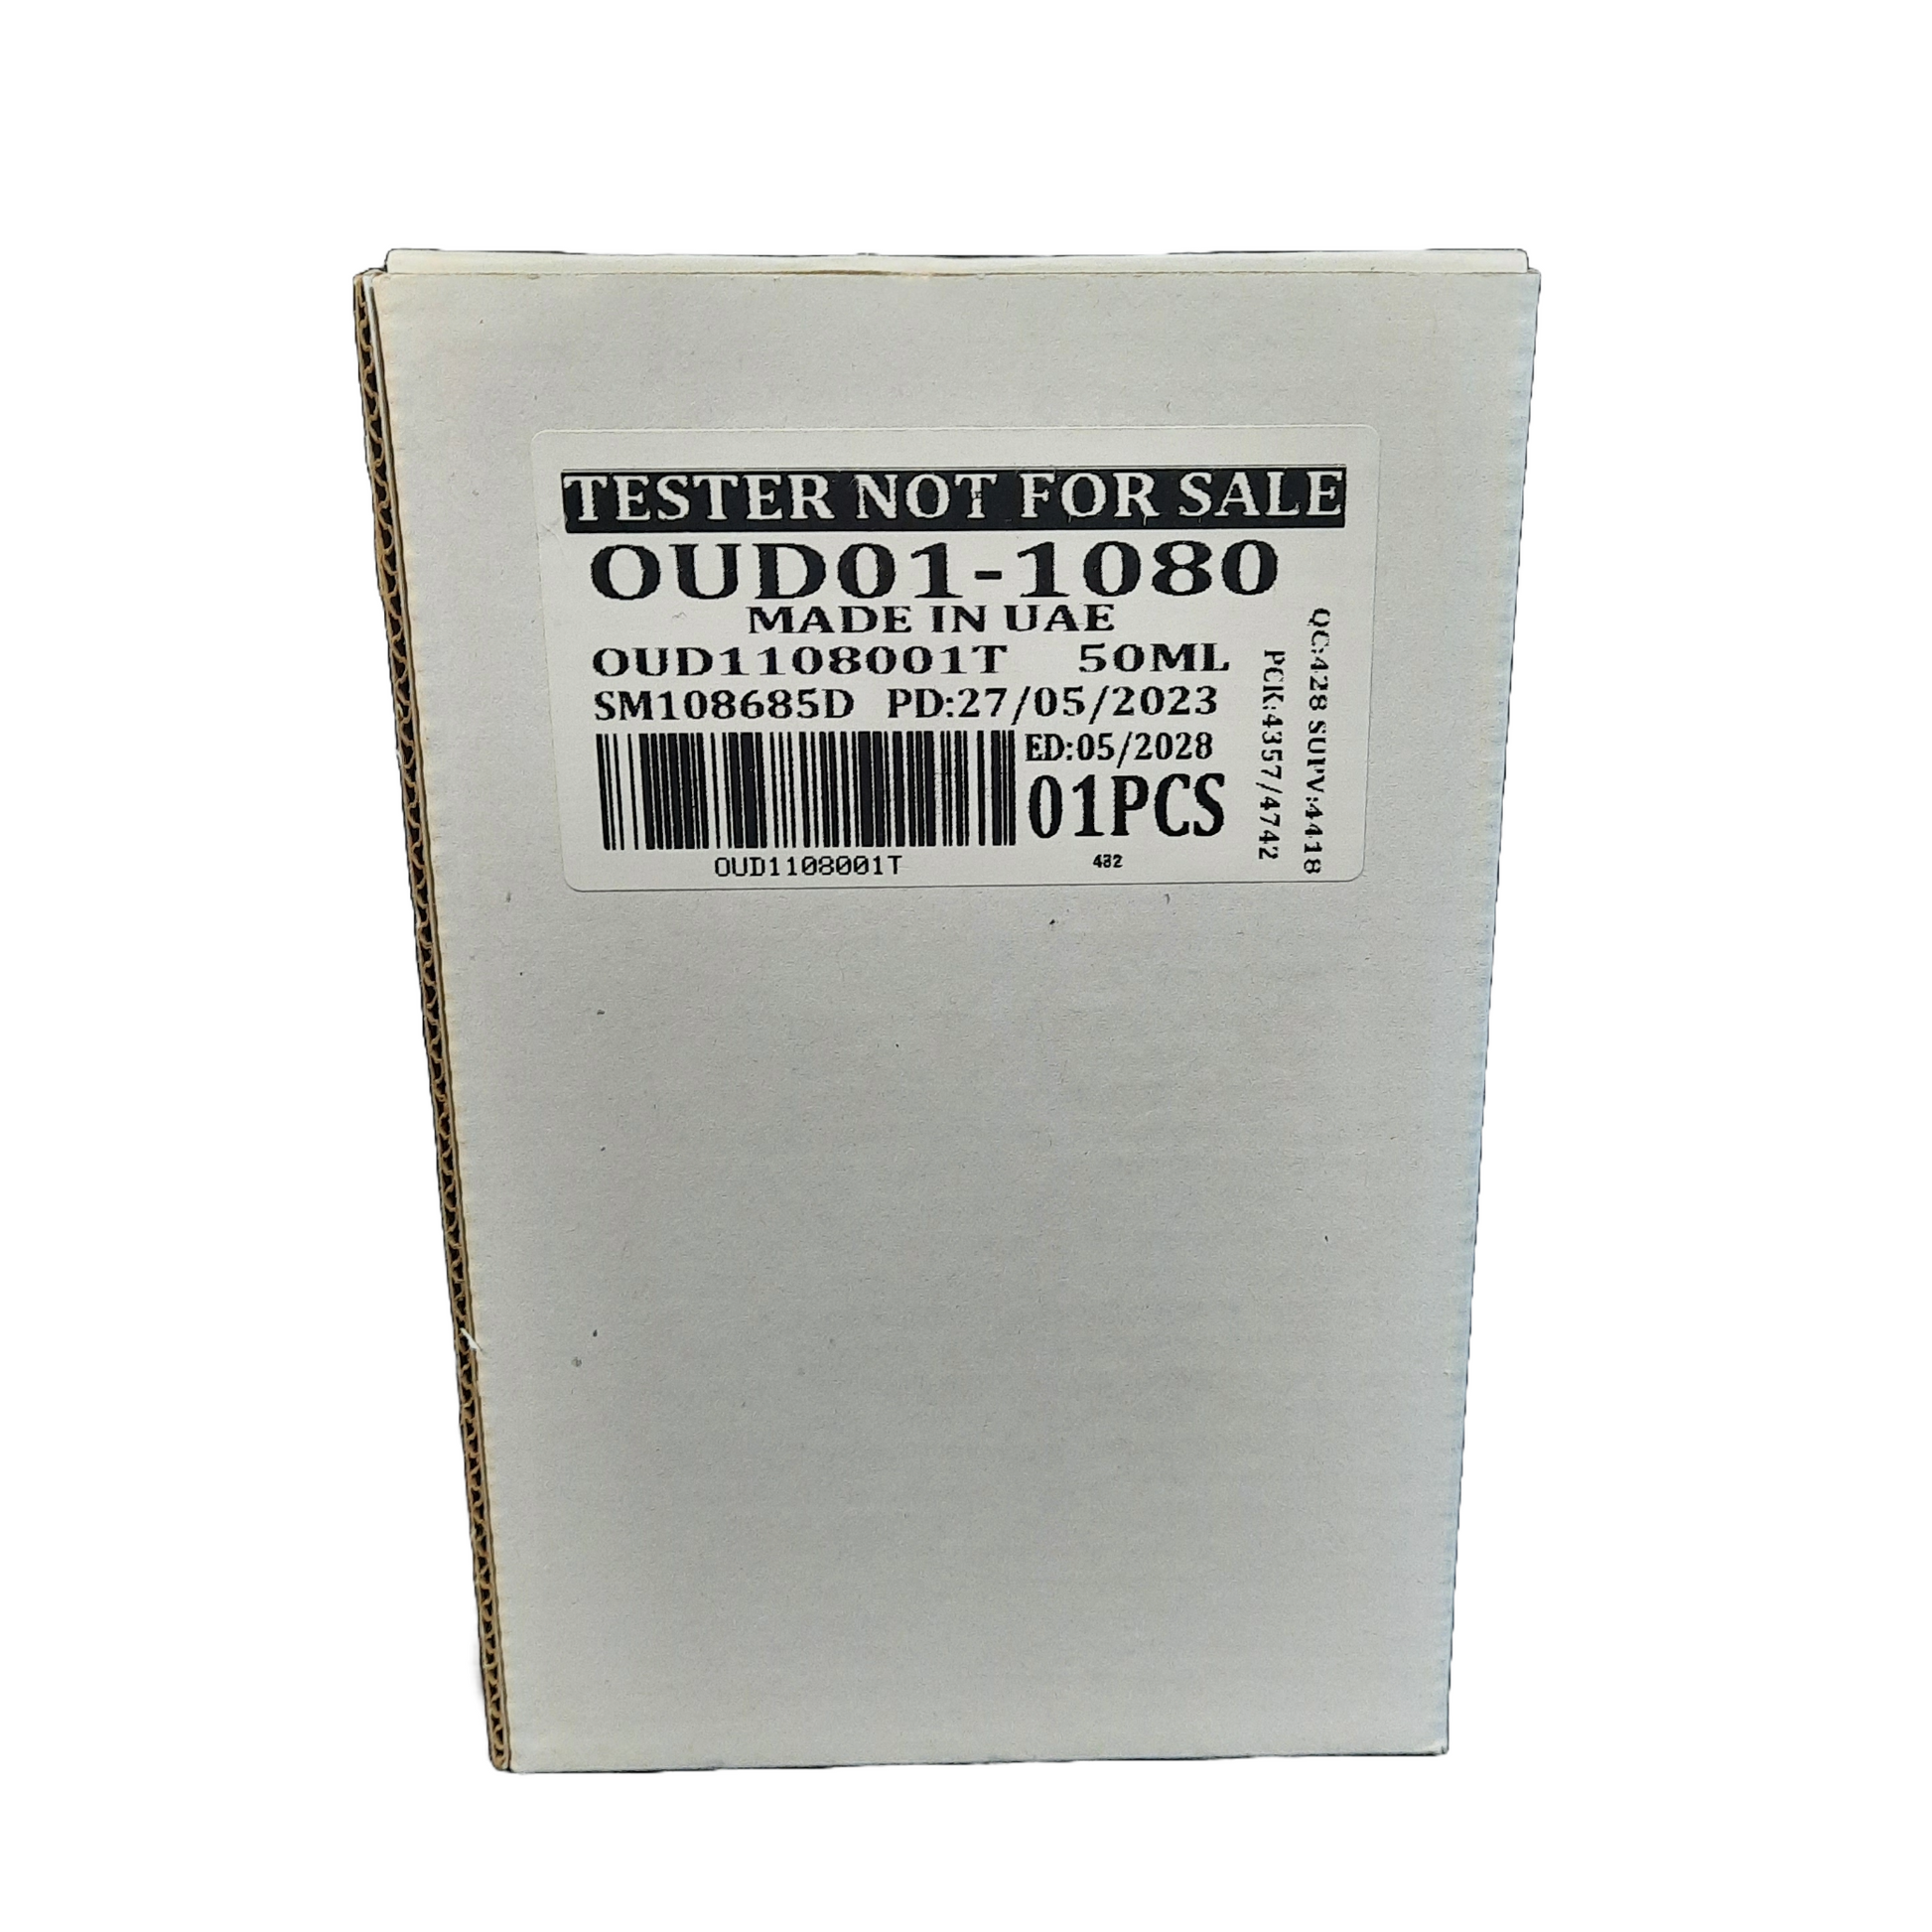 TESTER NOT FOR SALE
OUD01-1080
MADE IN UAE
OUD1108001T 50ML
SM108685D PD:27/05/2023
ED:05/2028
01PCS
OUD1108001T
432
PCK:4357/4742
QC:428 SUPV:4418